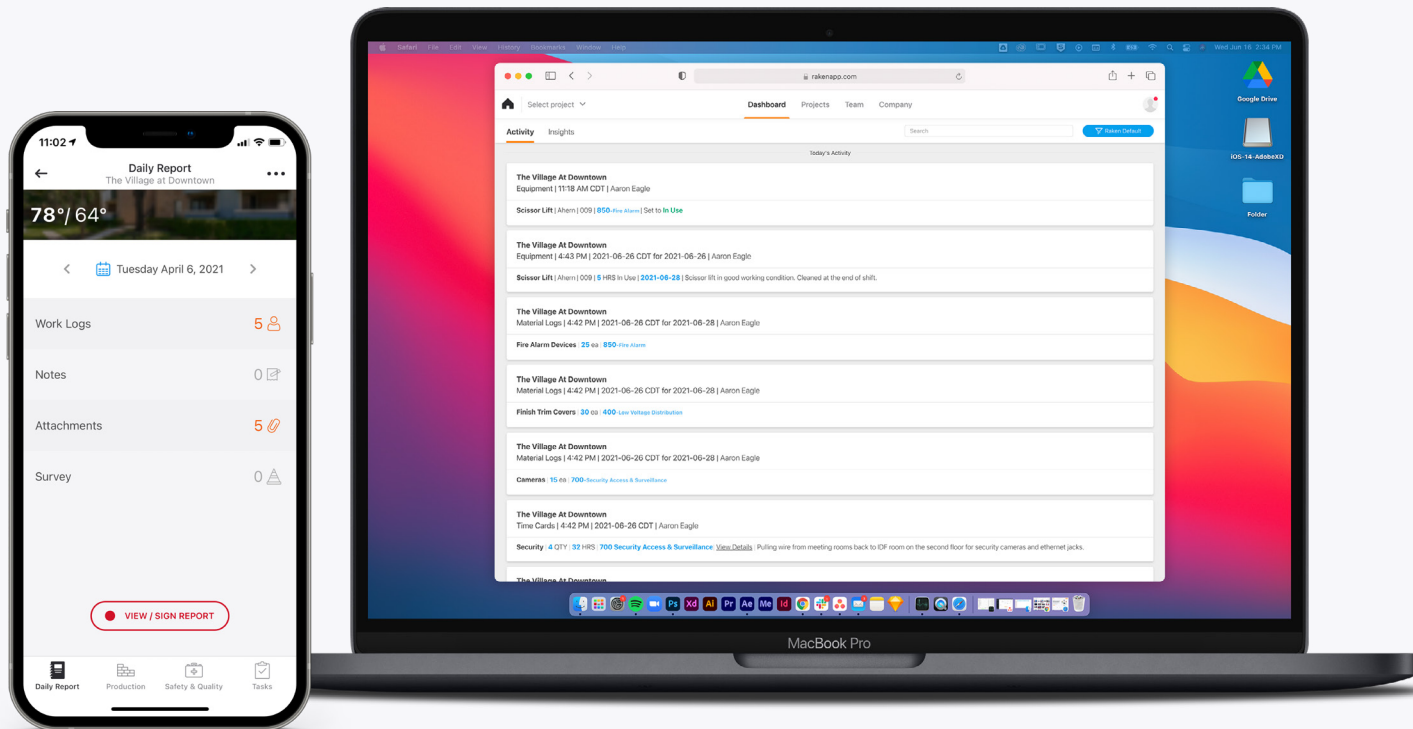 11:02
Daily Report
The Village at Downtown
78°/ 64°
Tuesday April 6, 2021
Work Logs 5
Notes 0
Attachments 5
Survey 0
VIEW / SIGN REPORT
Daily Report Production Safety & Quality Tasks
Safari File Edit View History Bookmarks Window Help Wed Jun 16 2:34 PM
rakenapp.com
Select project Dashboard Projects Team Company
Activity Insights Search Raken Default
Today's Activity
The Village At Downtown
Equipment | 11:18 AM CDT | Aaron Eagle
Scissor Lift | Ahern | 009 | 850-Fire Alarm | Set to In Use
The Village At Downtown
Equipment | 4:43 PM | 2021-06-26 CDT for 2021-06-26 | Aaron Eagle
Scissor Lift | Ahern | 009 | 5 HRS In Use | 2021-06-28 | Scissor lift in good working condition. Cleaned at the end of shift.
The Village At Downtown
Material Logs | 4:42 PM | 2021-06-26 CDT for 2021-06-28 | Aaron Eagle
Fire Alarm Devices | 25 ea | 850-Fire Alarm
The Village At Downtown
Material Logs | 4:42 PM | 2021-06-26 CDT for 2021-06-28 | Aaron Eagle
Finish Trim Covers | 30 ea | 400-Low Voltage Distribution
The Village At Downtown
Material Logs | 4:42 PM | 2021-06-26 CDT for 2021-06-28 | Aaron Eagle
Cameras | 15 ea | 700-Security Access & Surveillance
The Village At Downtown
Time Cards | 4:42 PM | 2021-06-26 CDT | Aaron Eagle
Security | 4 QTY | 32 HRS | 700 Security Access & Surveillance | View Details | Pulling wire from meeting rooms back to IDF room on the second floor for security cameras and ethernet jacks.
The Village At Downtown
Google Drive
iOS-14-AdobeXD
Folder
Ps Xd Ai Pr Ae Me Id
MacBook Pro